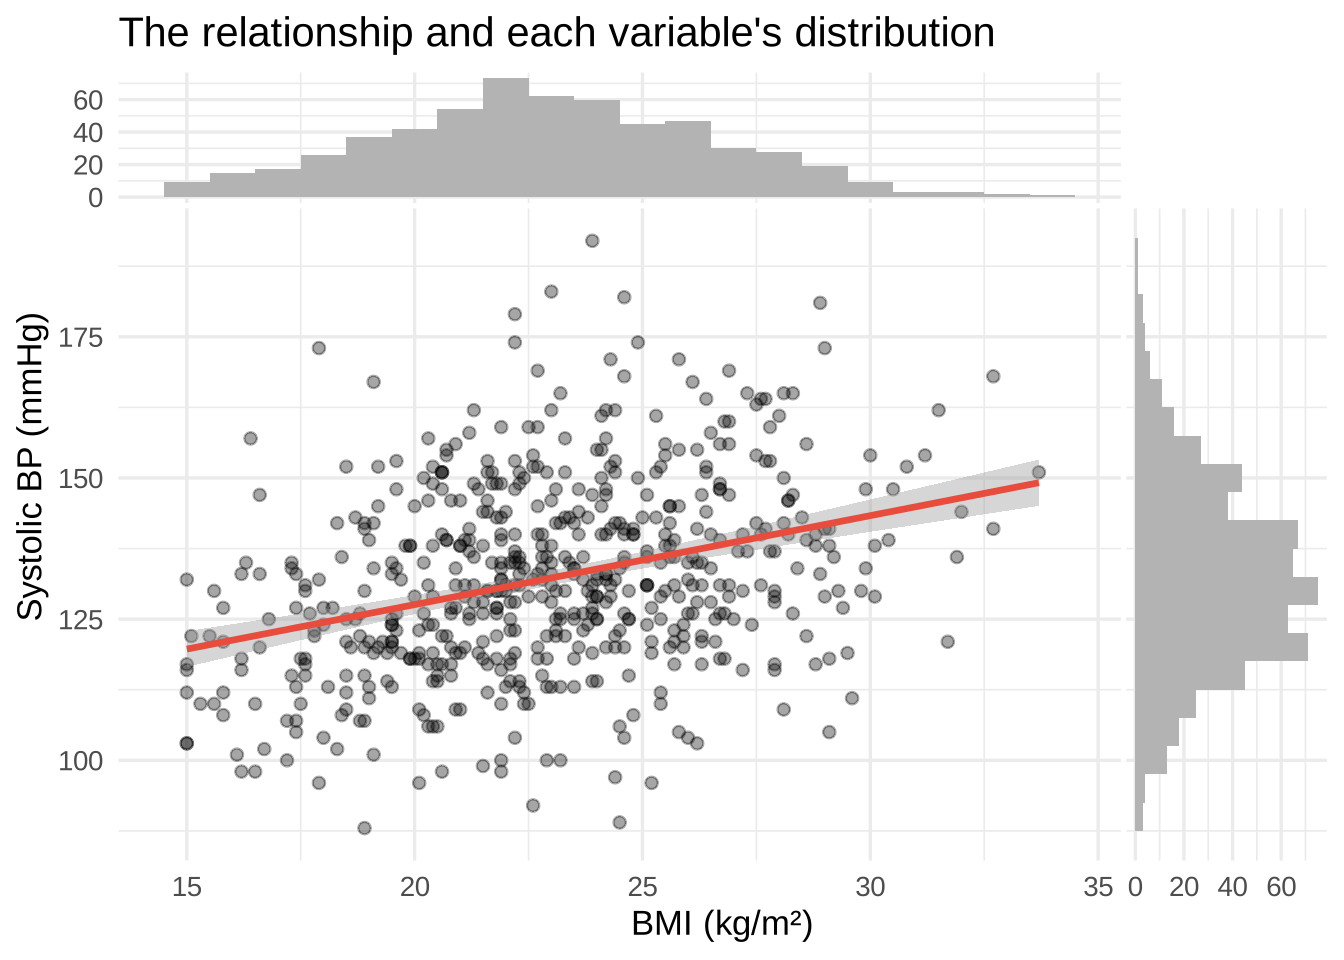 The relationship and each variable's distribution
60
40
20
0
175
150
125
100
Systolic BP (mmHg)
15 20 25 30 35 0 20 40 60
BMI (kg/m²)